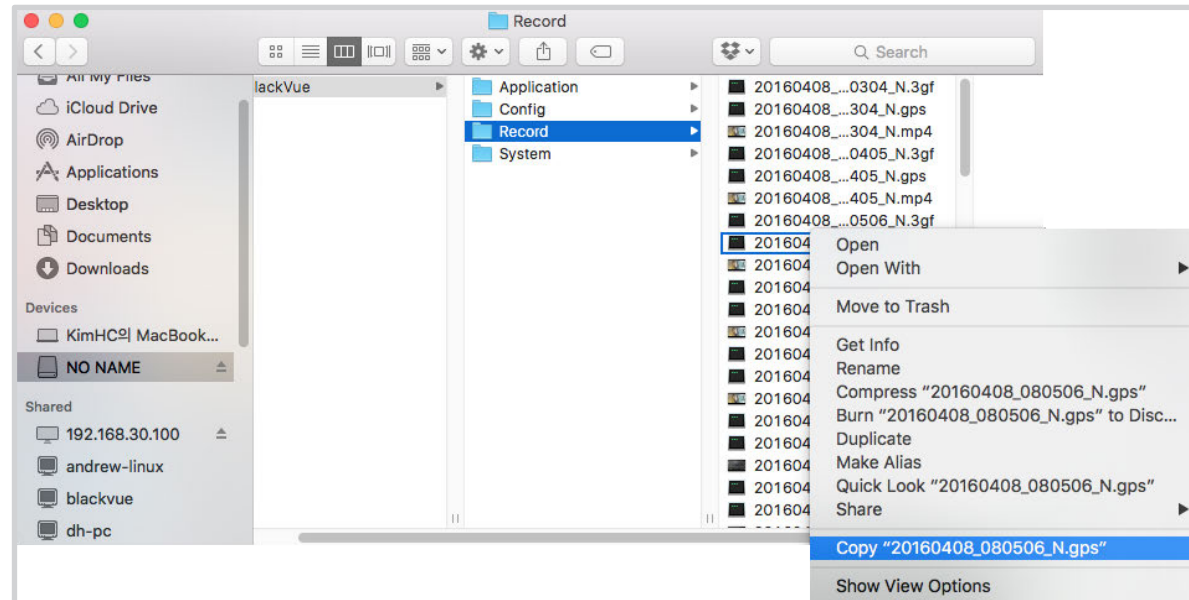 Record
Search
All My Files
iCloud Drive
AirDrop
Applications
Desktop
Documents
Downloads
Devices
KimHC의 MacBook...
NO NAME
Shared
192.168.30.100
andrew-linux
blackvue
dh-pc
lackVue
Application
Config
Record
System
20160408_...0304_N.3gf
20160408_...304_N.gps
20160408_...304_N.mp4
20160408_...0405_N.3gf
20160408_...405_N.gps
20160408_...405_N.mp4
20160408_...0506_N.3gf
201604
201604
201604
201604
201604
201604
201604
201604
201604
201604
201604
201604
201604
Open
Open With
Move to Trash
Get Info
Rename
Compress “20160408_080506_N.gps”
Burn “20160408_080506_N.gps” to Disc...
Duplicate
Make Alias
Quick Look “20160408_080506_N.gps”
Share
Copy “20160408_080506_N.gps”
Show View Options